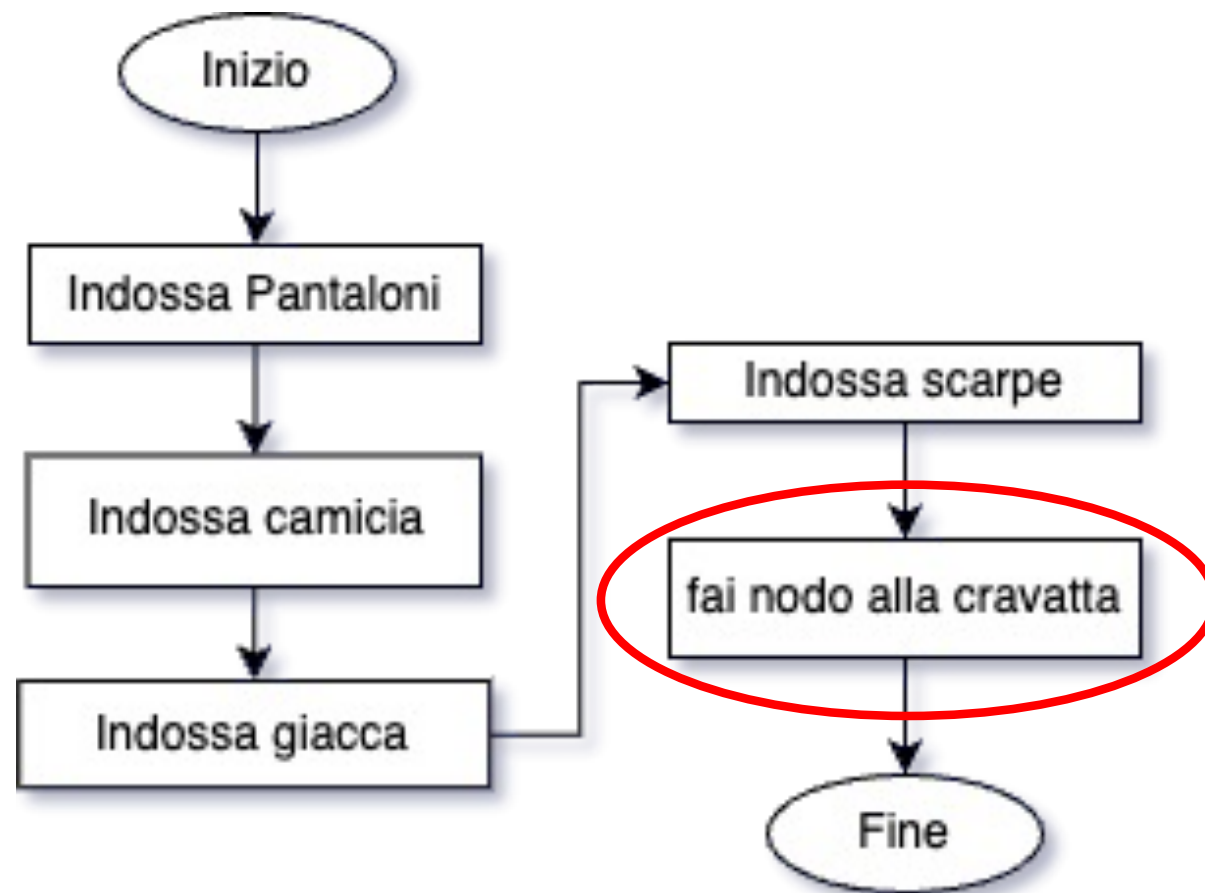 Inizio
Indossa Pantaloni
Indossa camicia
Indossa giacca
Indossa scarpe
fai nodo alla cravatta
Fine